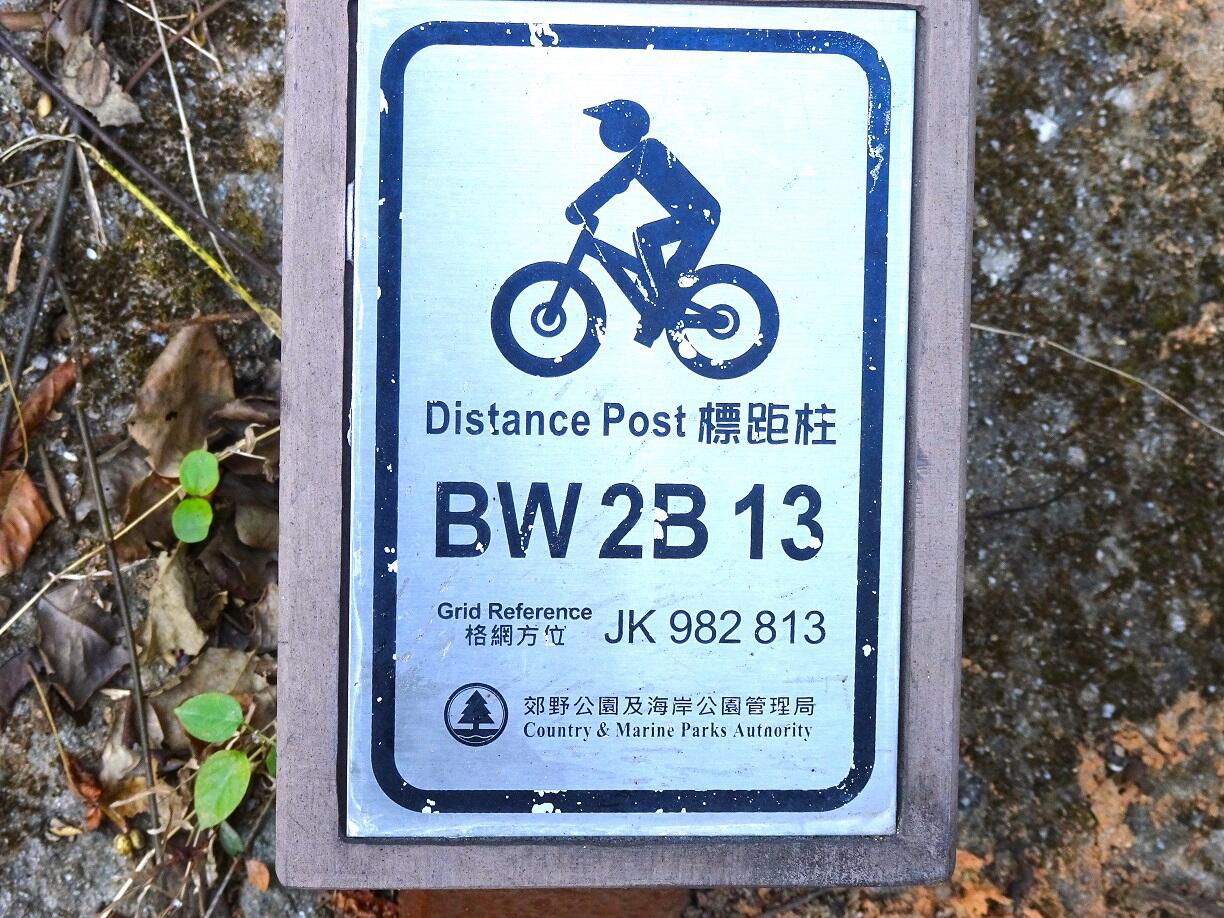 Distance Post 標距柱
BW 2B 13
Grid Reference
格網方位
JK 982 813
郊野公園及海岸公園管理局
Country & Marine Parks Authority